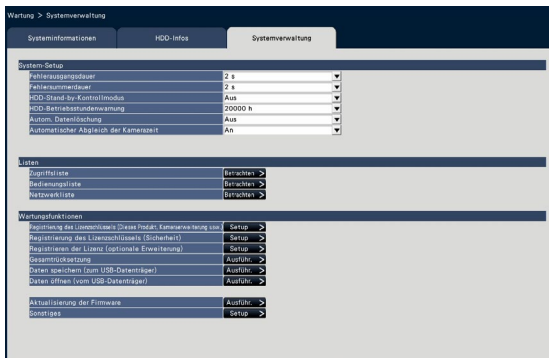 Wartung > Systemverwaltung
Systeminformationen HDD-Infos Systemverwaltung
System-Setup
Fehlerausgangsdauer 2 s
Fehlersummerdauer 2 s
HDD-Stand-by-Kontrollmodus Aus
HDD-Betriebsstundenwarnung 20000 h
Autom. Datenlöschung Aus
Automatischer Abgleich der Kamerazeit An
Listen
Zugriffsliste Betrachten >
Bedienungsliste Betrachten >
Netzwerkliste Betrachten >
Wartungsfunktionen
Registrierung des Lizenzschlüssels (Dieses Produkt, Kameraerweiterung usw.) Setup >
Registrierung des Lizenzschlüssels (Sicherheit) Setup >
Registrieren der Lizenz (optionale Erweiterung) Setup >
Gesamtrücksetzung Ausführ. >
Daten speichern (zum USB-Datenträger) Ausführ. >
Daten öffnen (vom USB-Datenträger) Ausführ. >
Aktualisierung der Firmware Ausführ. >
Sonstiges Setup >